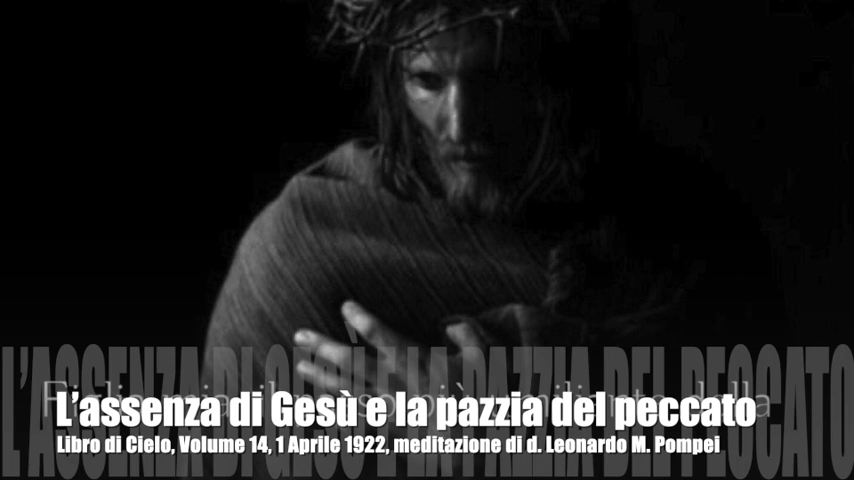 L'ASSENZA DI GESÙ E LA PAZZIA DEL PECCATO
L'assenza di Gesù e la pazzia del peccato
Libro di Cielo, Volume 14, 1 Aprile 1922, meditazione di d. Leonardo M. Pompei